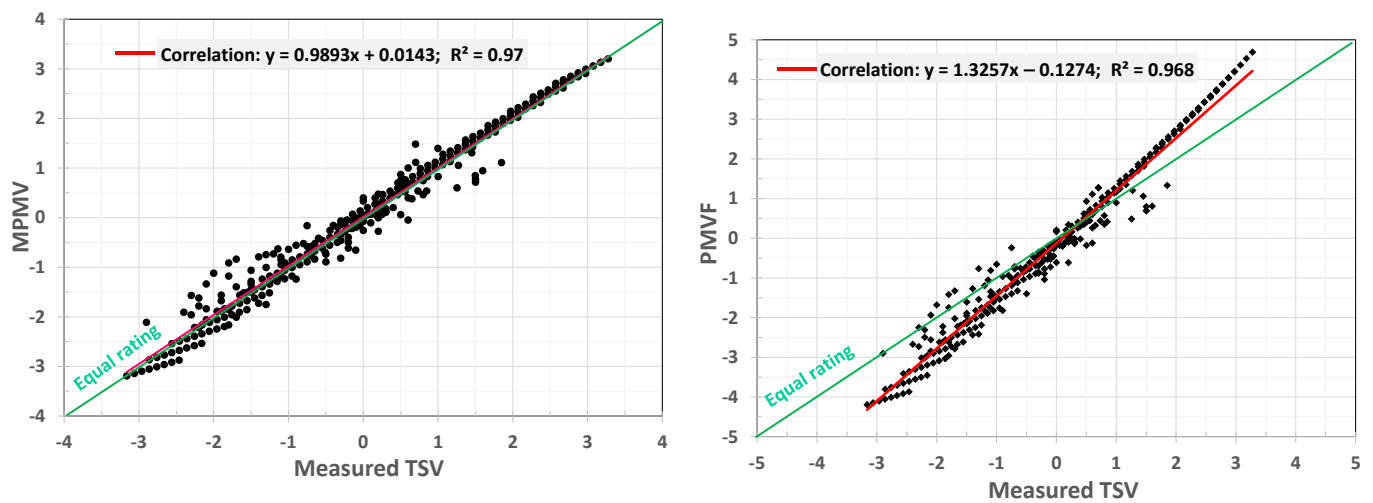 4
3
2
1
0
-1
-2
-3
-4
MPMV
Correlation: y = 0.9893x + 0.0143; R² = 0.97
Equal rating
-4 -3 -2 -1 0 1 2 3 4
Measured TSV
5
4
3
2
1
0
-1
-2
-3
-4
-5
PMVF
Correlation: y = 1.3257x – 0.1274; R² = 0.968
Equal rating
-5 -4 -3 -2 -1 0 1 2 3 4 5
Measured TSV